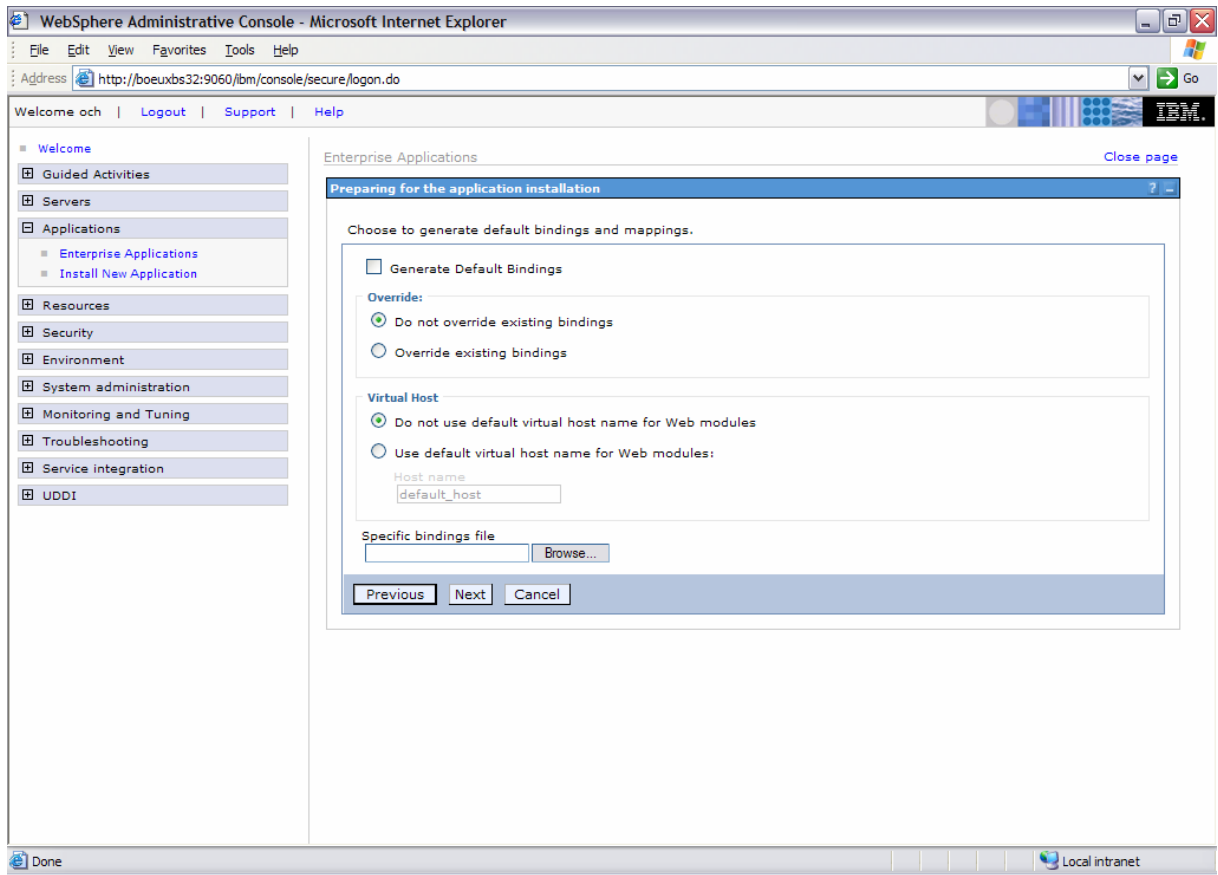 WebSphere Administrative Console - Microsoft Internet Explorer
File Edit View Favorites Tools Help
Address http://boeuxbs32:9060/ibm/console/secure/logon.do Go
Welcome och | Logout | Support | Help IBM.
Welcome
Guided Activities
Servers
Applications
Enterprise Applications
Install New Application
Resources
Security
Environment
System administration
Monitoring and Tuning
Troubleshooting
Service integration
UDDI
Enterprise Applications Close page
Preparing for the application installation ? -
Choose to generate default bindings and mappings.
Generate Default Bindings
Override:
Do not override existing bindings
Override existing bindings
Virtual Host
Do not use default virtual host name for Web modules
Use default virtual host name for Web modules:
Host name
default_host
Specific bindings file
Browse...
Previous Next Cancel
Done Local intranet